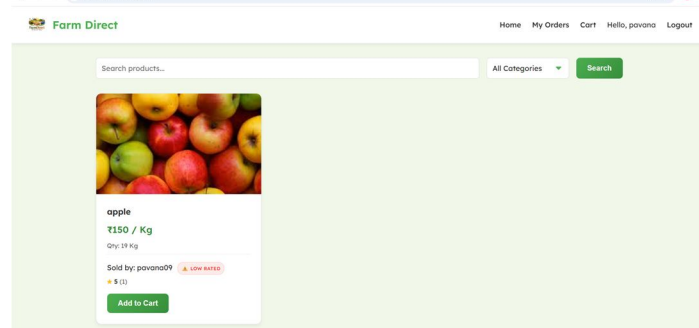 Farm Direct
Home My Orders Cart Hello, pavana Logout
Search products...
All Categories
Search
apple
₹150 / Kg
Qty: 19 Kg
Sold by: pavana09 LOW RATED
5 (1)
Add to Cart